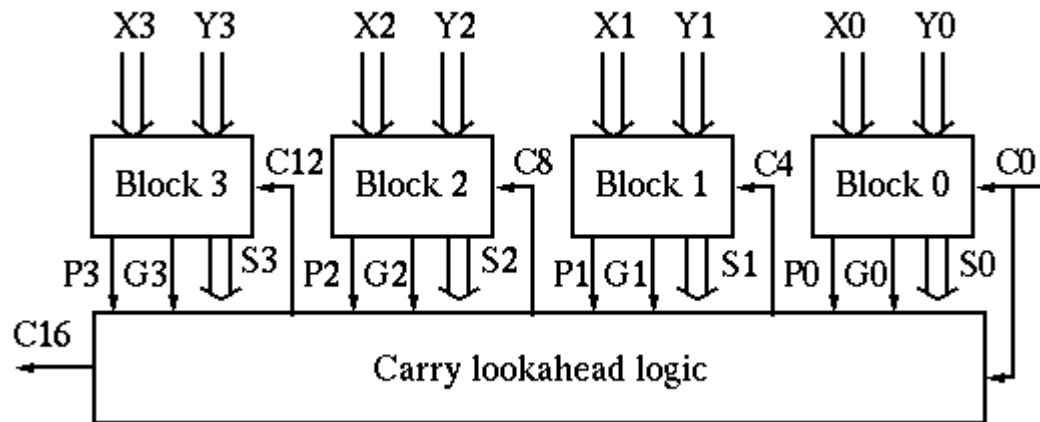 X3 Y3 X2 Y2 X1 Y1 X0 Y0
C12 C8 C4 C0
Block 3 Block 2 Block 1 Block 0
P3 G3 S3 P2 G2 S2 P1 G1 S1 P0 G0 S0
C16
Carry lookahead logic